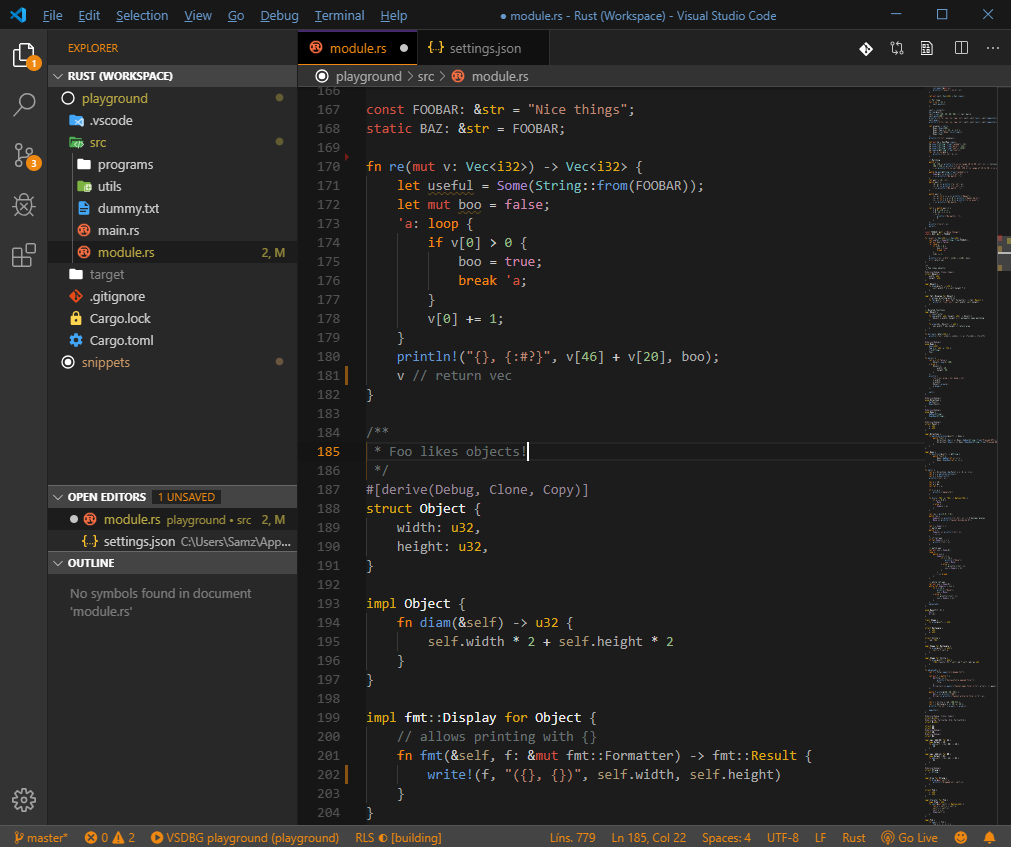 File Edit Selection View Go Debug Terminal Help ● module.rs - Rust (Workspace) - Visual Studio Code
EXPLORER
1
3
RUST (WORKSPACE)
playground
.vscode
src
programs
utils
dummy.txt
main.rs
module.rs 2, M
target
.gitignore
Cargo.lock
Cargo.toml
snippets
OPEN EDITORS 1 UNSAVED
module.rs playground • src 2, M
{..} settings.json C:\Users\Samz\App...
OUTLINE
No symbols found in document
'module.rs'
module.rs ● {..} settings.json
playground > src > module.rs
166
167 const FOOBAR: &str = "Nice things";
168 static BAZ: &str = FOOBAR;
169
170 fn re(mut v: Vec<i32>) -> Vec<i32> {
171     let useful = Some(String::from(FOOBAR));
172     let mut boo = false;
173     'a: loop {
174         if v[0] > 0 {
175             boo = true;
176             break 'a;
177         }
178         v[0] += 1;
179     }
180     println!("{}, {:#?}", v[46] + v[20], boo);
181     v // return vec
182 }
183
184 /**
185  * Foo likes objects!
186  */
187 #[derive(Debug, Clone, Copy)]
188 struct Object {
189     width: u32,
190     height: u32,
191 }
192
193 impl Object {
194     fn diam(&self) -> u32 {
195         self.width * 2 + self.height * 2
196     }
197 }
198
199 impl fmt::Display for Object {
200     // allows printing with {}
201     fn fmt(&self, f: &mut fmt::Formatter) -> fmt::Result {
202         write!(f, "({}, {})", self.width, self.height)
203     }
204 }
master* 0 2 VSDBG playground (playground) RLS [building] Lins. 779 Ln 185, Col 22 Spaces: 4 UTF-8 LF Rust Go Live